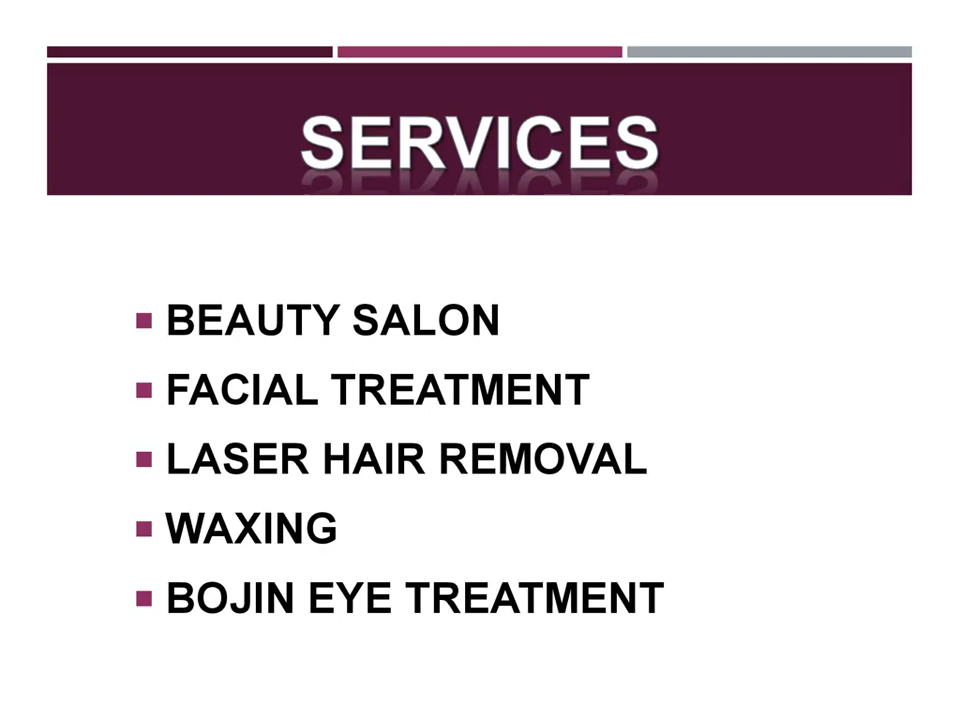 SERVICES
BEAUTY SALON
FACIAL TREATMENT
LASER HAIR REMOVAL
WAXING
BOJIN EYE TREATMENT